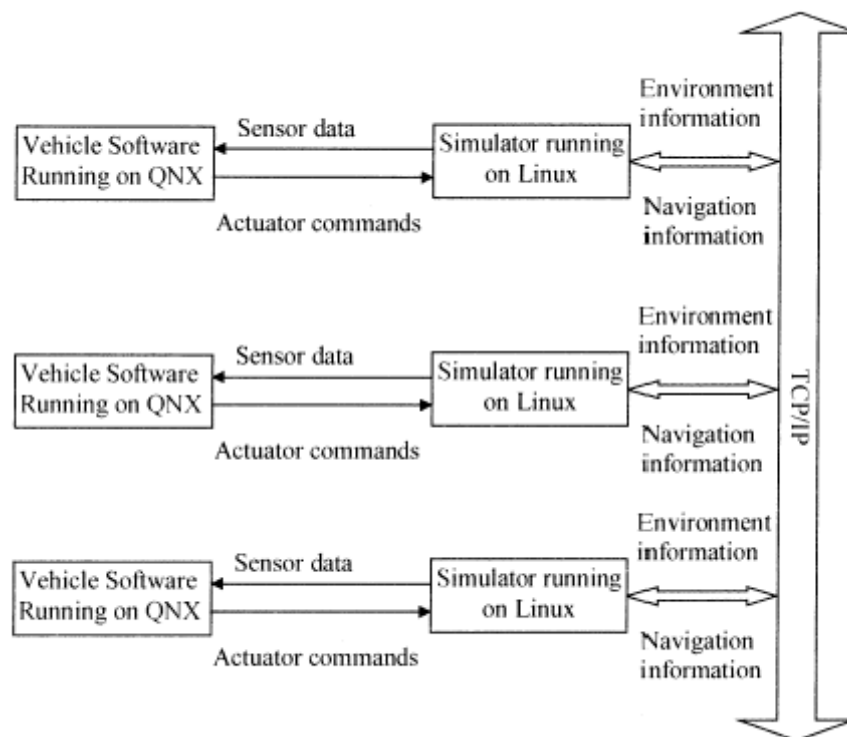 Environment
information
Sensor data
Vehicle Software
Running on QNX
Simulator running
on Linux
Actuator commands
Navigation
information
Environment
information
Sensor data
Vehicle Software
Running on QNX
Simulator running
on Linux
TCP/IP
Actuator commands
Navigation
information
Environment
information
Sensor data
Vehicle Software
Running on QNX
Simulator running
on Linux
Actuator commands
Navigation
information